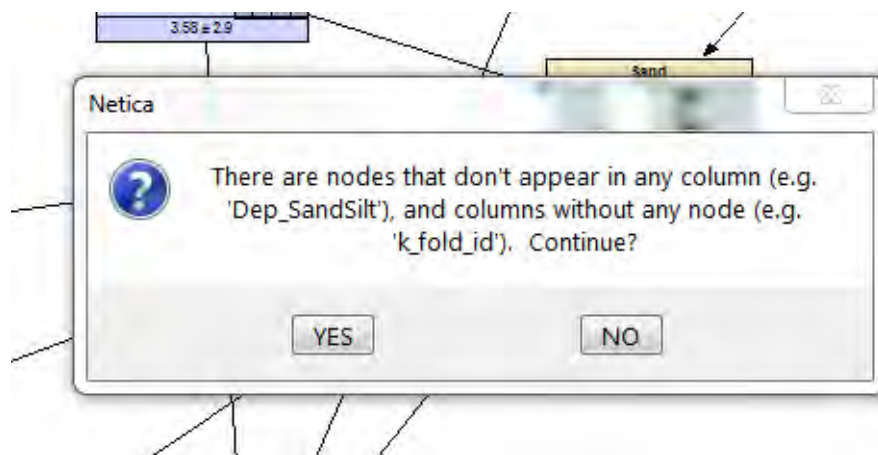 3.58 ± 2.9
Sand
Netica
There are nodes that don't appear in any column (e.g.
'Dep_SandSilt'), and columns without any node (e.g.
'k_fold_id').  Continue?
YES
NO